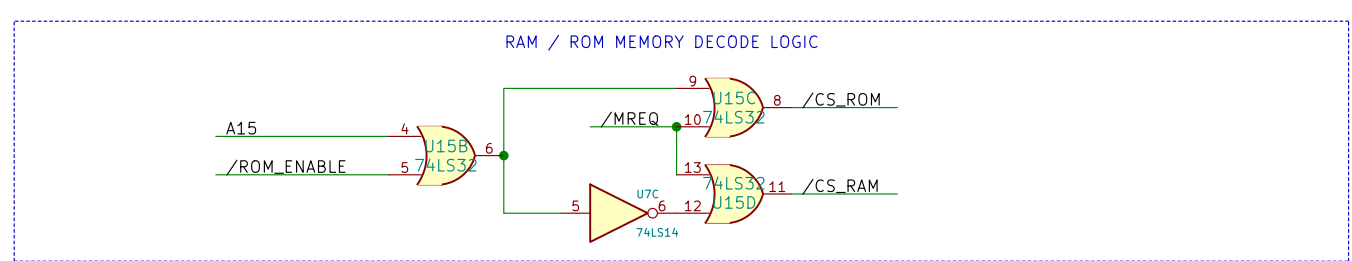 RAM / ROM MEMORY DECODE LOGIC
9
U15C
8
/CS_ROM
74LS32
/MREQ
10
A15
4
U15B
6
/ROM_ENABLE
5
74LS32
13
74LS32
11
/CS_RAM
U7C
5
6
12
U15D
74LS14